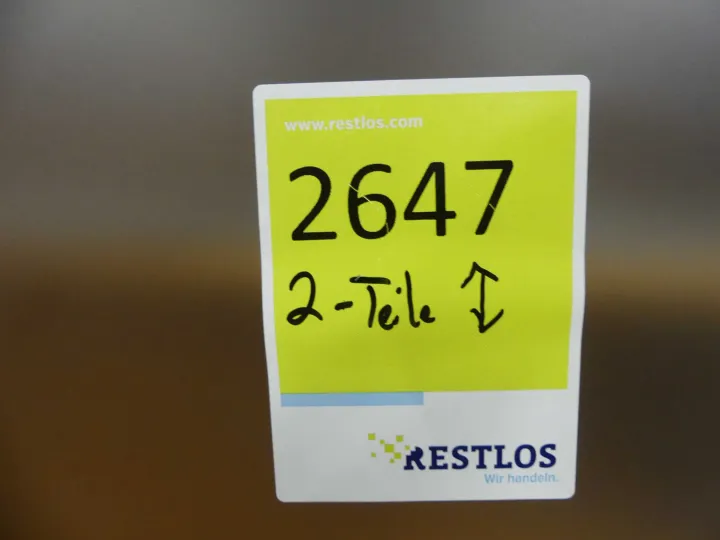 www.restlos.com
2647
2-Teile ↕
RESTLOS
Wir handeln.